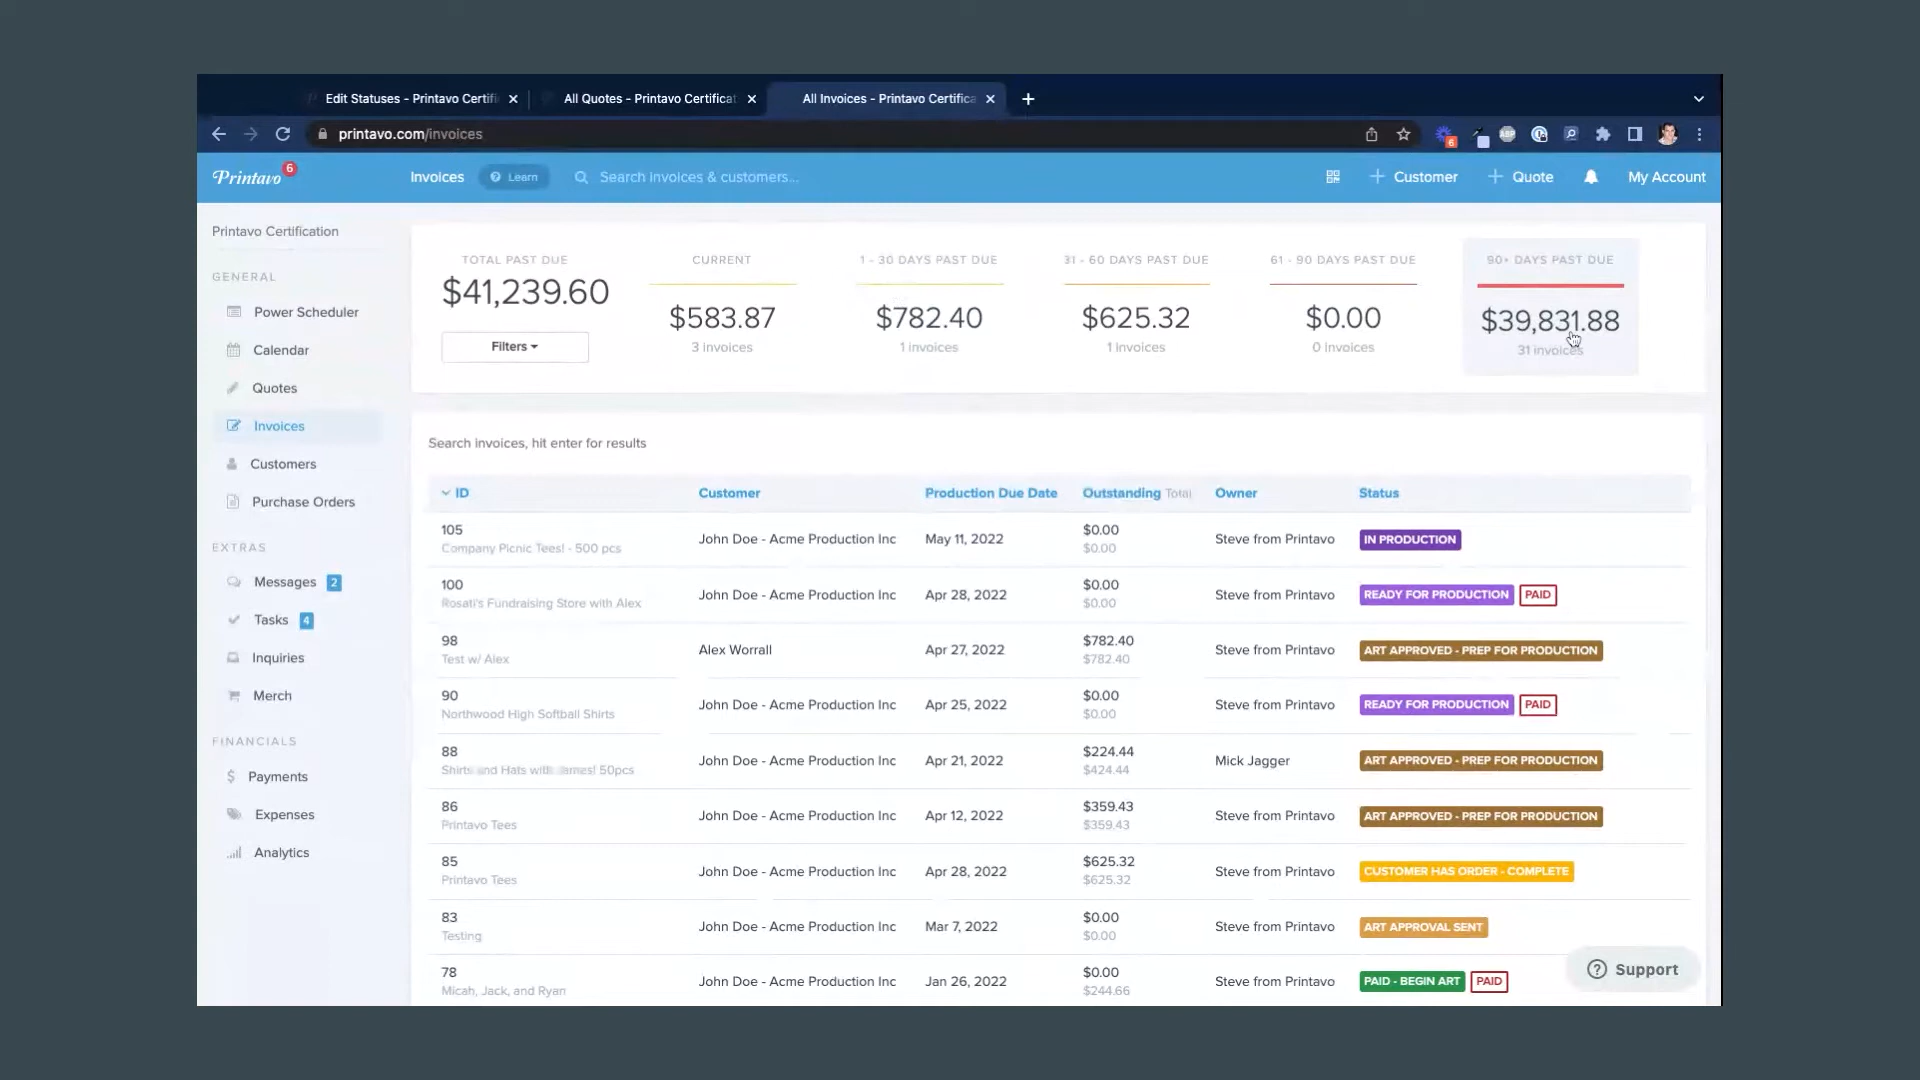 Edit Statuses - Printavo Certifi
All Quotes - Printavo Certificat
All Invoices - Printavo Certifica
printavo.com/invoices
6
ABP
Printavo 6
Invoices
Learn
Search invoices & customers...
Customer
Quote
My Account
Printavo Certification
GENERAL
Power Scheduler
Calendar
Quotes
Invoices
Customers
Purchase Orders
EXTRAS
Messages 2
Tasks 4
Inquiries
Merch
FINANCIALS
Payments
Expenses
Analytics
TOTAL PAST DUE
$41,239.60
Filters
CURRENT
$583.87
3 invoices
1 - 30 DAYS PAST DUE
$782.40
1 invoices
31 - 60 DAYS PAST DUE
$625.32
1 invoices
61 - 90 DAYS PAST DUE
$0.00
0 invoices
90+ DAYS PAST DUE
$39,831.88
31 invoices
Search invoices, hit enter for results
ID Customer Production Due Date Outstanding Total Owner Status
105 John Doe - Acme Production Inc May 11, 2022 $0.00 Steve from Printavo IN PRODUCTION
Company Picnic Tees! - 500 pcs $0.00
100 John Doe - Acme Production Inc Apr 28, 2022 $0.00 Steve from Printavo READY FOR PRODUCTION PAID
Rosati's Fundraising Store with Alex $0.00
98 Alex Worrall Apr 27, 2022 $782.40 Steve from Printavo ART APPROVED - PREP FOR PRODUCTION
Test w/ Alex $782.40
90 John Doe - Acme Production Inc Apr 25, 2022 $0.00 Steve from Printavo READY FOR PRODUCTION PAID
Northwood High Softball Shirts $0.00
88 John Doe - Acme Production Inc Apr 21, 2022 $224.44 Mick Jagger ART APPROVED - PREP FOR PRODUCTION
Shirts and Hats with James! 50pcs $424.44
86 John Doe - Acme Production Inc Apr 12, 2022 $359.43 Steve from Printavo ART APPROVED - PREP FOR PRODUCTION
Printavo Tees $359.43
85 John Doe - Acme Production Inc Apr 28, 2022 $625.32 Steve from Printavo CUSTOMER HAS ORDER - COMPLETE
Printavo Tees $625.32
83 John Doe - Acme Production Inc Mar 7, 2022 $0.00 Steve from Printavo ART APPROVAL SENT
Testing $0.00
78 John Doe - Acme Production Inc Jan 26, 2022 $0.00 Steve from Printavo PAID - BEGIN ART PAID
Micah, Jack, and Ryan $244.66
Support